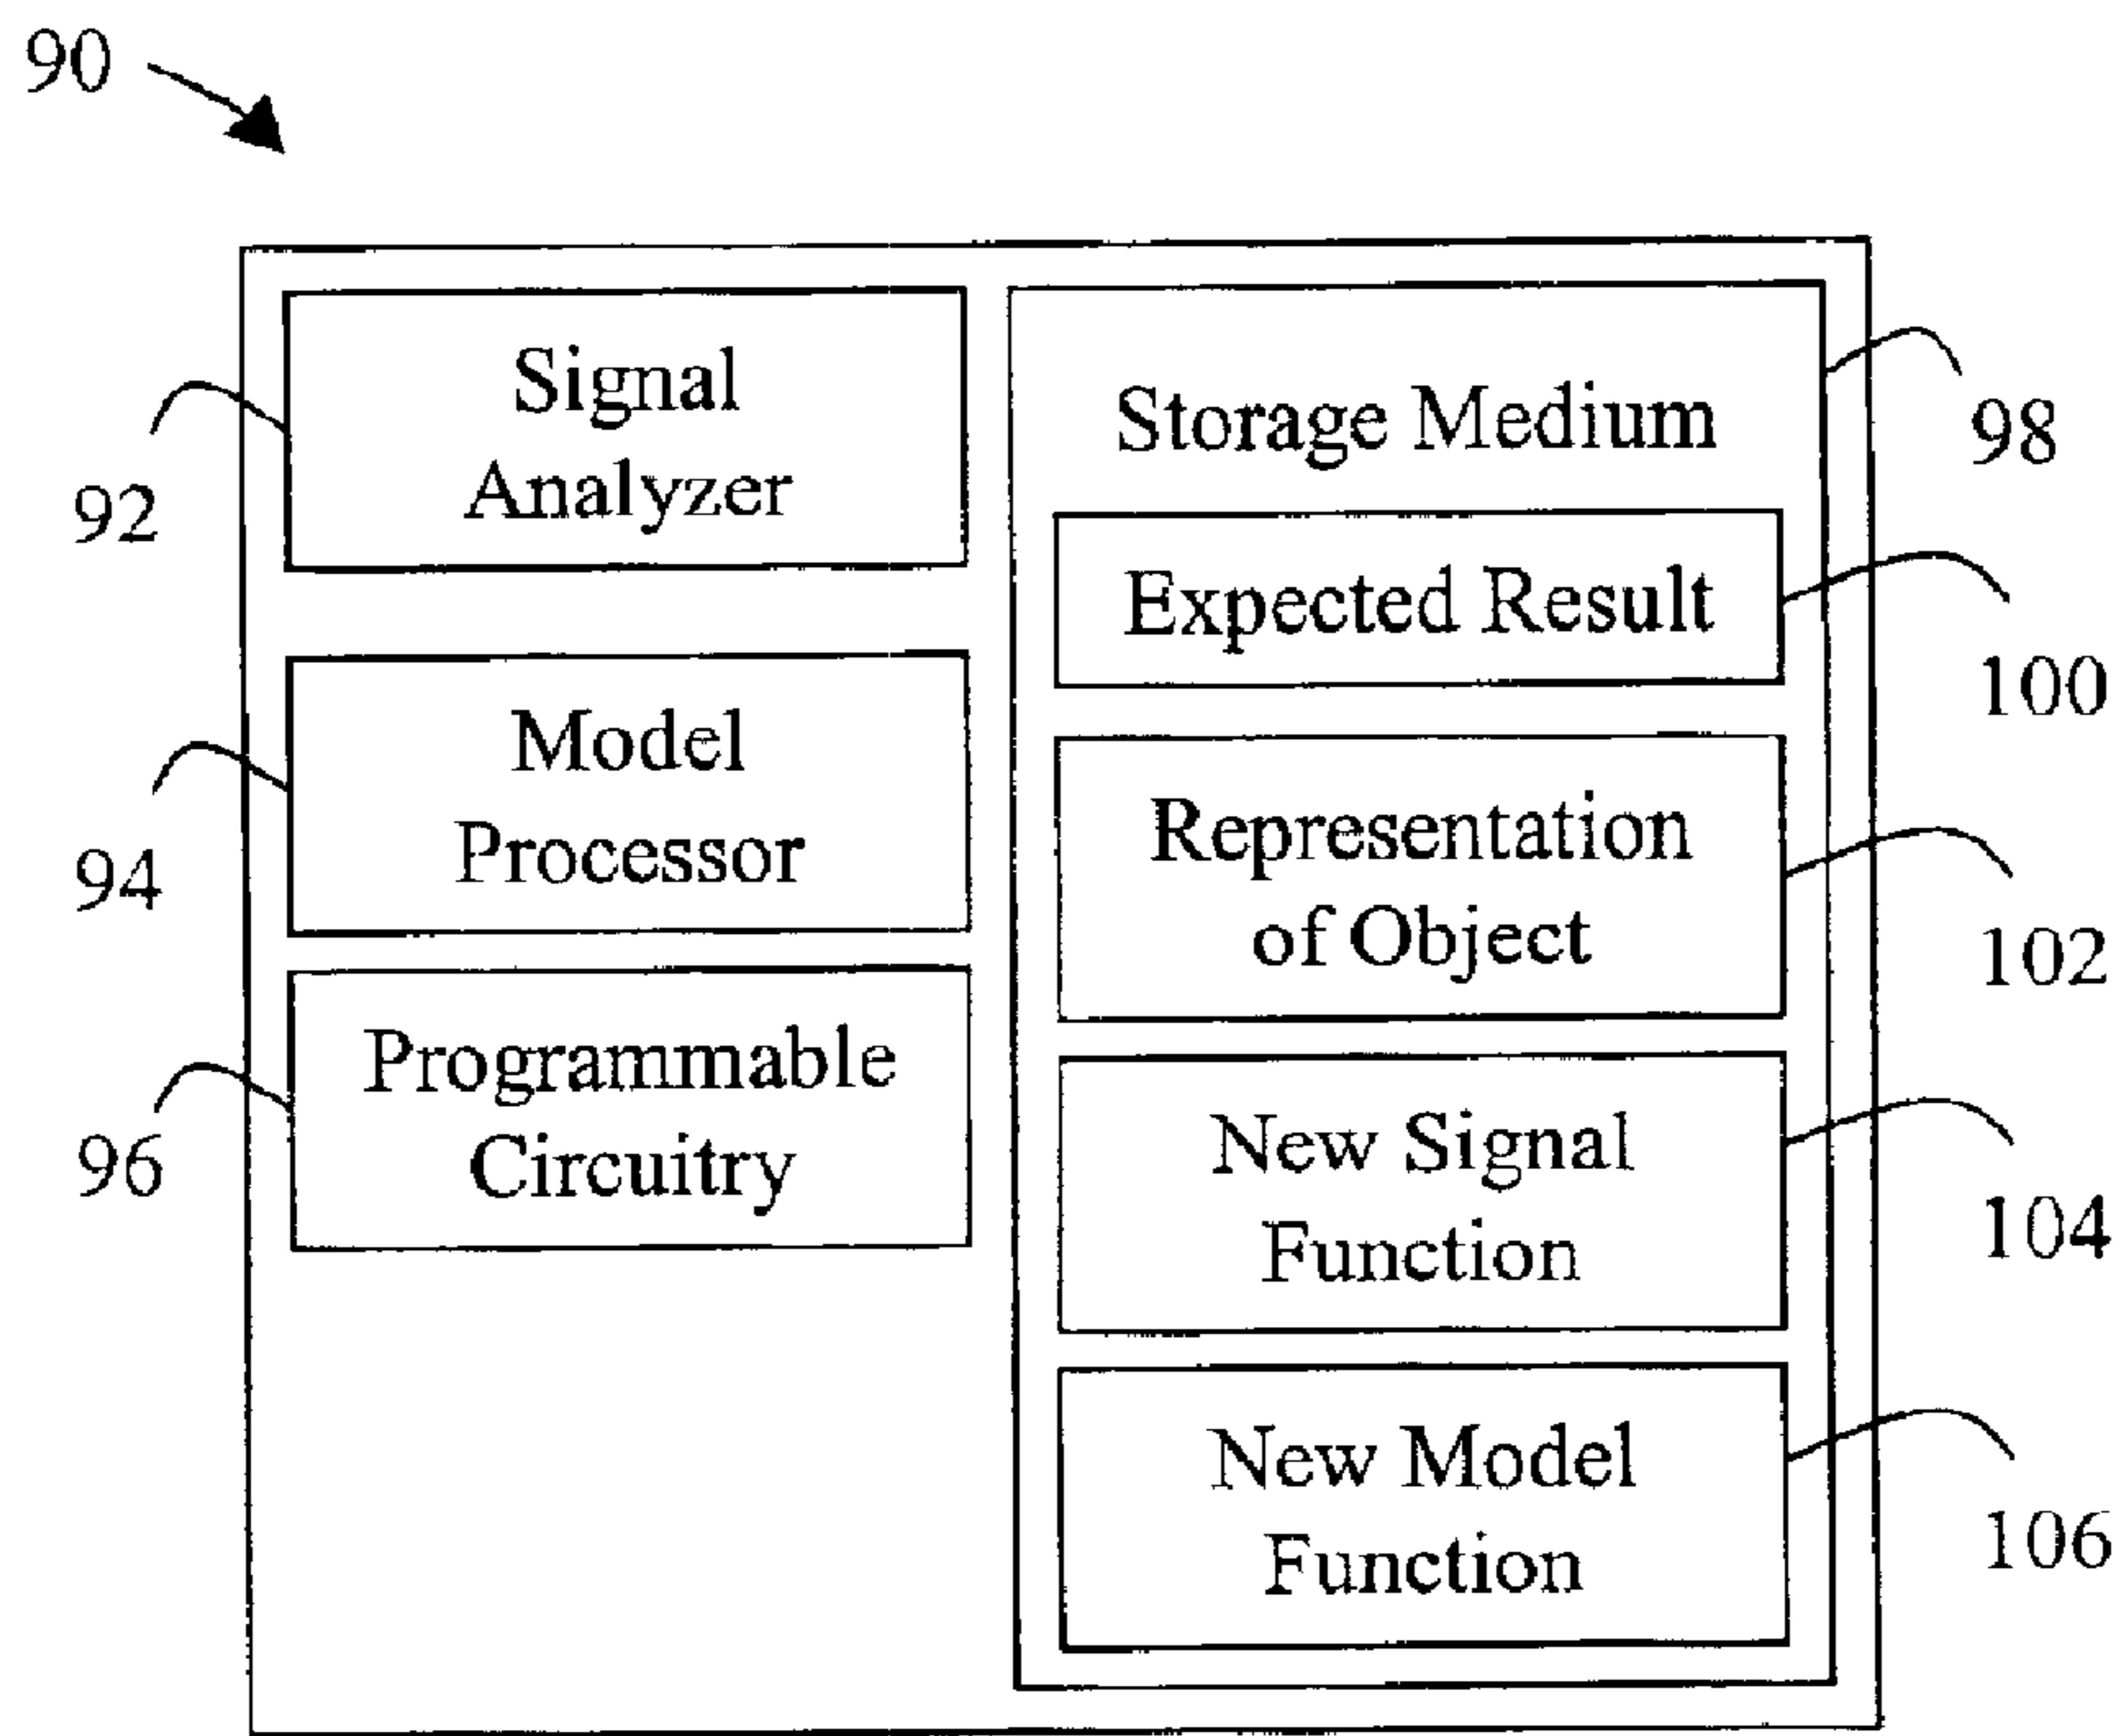 90
Signal
Analyzer
92
Model
Processor
94
Programmable
Circuitry
96
Storage Medium
98
Expected Result
100
Representation
of Object
102
New Signal
Function
104
New Model
Function
106